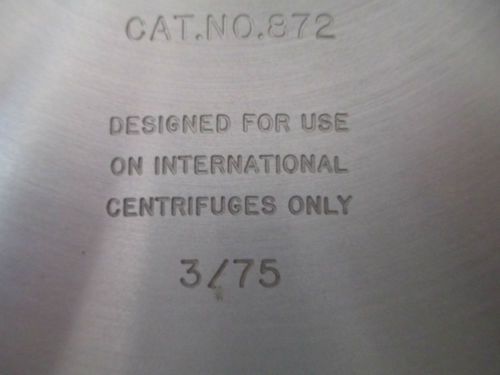 CAT.NO.872
DESIGNED FOR USE
ON INTERNATIONAL
CENTRIFUGES ONLY
3/75